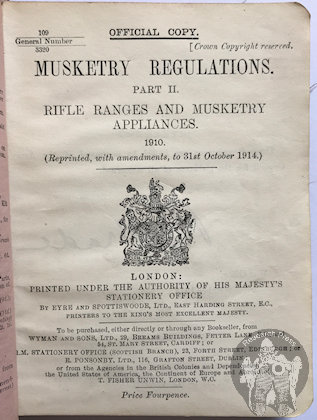 109
General Number
5320
OFFICIAL COPY.
[Crown Copyright reserved.
MUSKETRY REGULATIONS.
PART II.
RIFLE RANGES AND MUSKETRY
APPLIANCES.
1910.
(Reprinted, with amendments, to 31st October 1914.)
LONDON:
PRINTED UNDER THE AUTHORITY OF HIS MAJESTY'S
STATIONERY OFFICE
BY EYRE AND SPOTTISWOODE, LTD., EAST HARDING STREET, E.C.,
PRINTERS TO THE KING'S MOST EXCELLENT MAJESTY.
To be purchased, either directly or through any Bookseller, from
WYMAN AND SONS, LTD., 29, BREAMS BUILDINGS, FETTER LANE
54, ST. MARY STREET, CARDIFF; or
H.M. STATIONERY OFFICE (SCOTTISH BRANCH), 23, FORTH STREET, EDINBURGH; or
E. PONSONBY, LTD., 116, GRAFTON STREET, DUBLIN;
or from the Agencies in the British Colonies and
the United States of America, the Continent of Europe and
T. FISHER UNWIN, LONDON, W.C.
Price Fourpence.